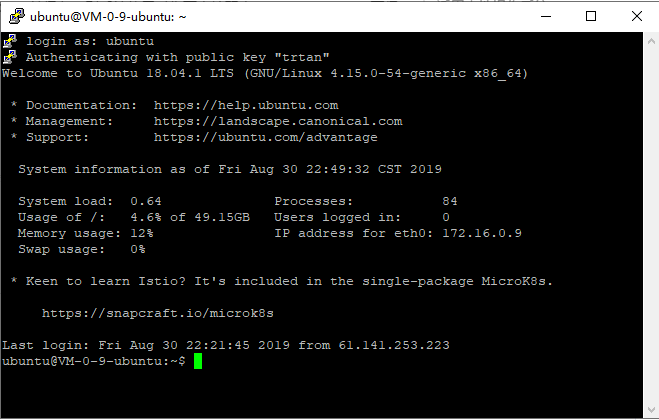 ubuntu@VM-0-9-ubuntu: ~
login as: ubuntu
Authenticating with public key "trtan"
Welcome to Ubuntu 18.04.1 LTS (GNU/Linux 4.15.0-54-generic x86_64)
* Documentation:  https://help.ubuntu.com
* Management:     https://landscape.canonical.com
* Support:        https://ubuntu.com/advantage
System information as of Fri Aug 30 22:49:32 CST 2019
System load:  0.64              Processes:           84
Usage of /:   4.6% of 49.15GB   Users logged in:     0
Memory usage: 12%               IP address for eth0: 172.16.0.9
Swap usage:   0%
* Keen to learn Istio? It's included in the single-package MicroK8s.
https://snapcraft.io/microk8s
Last login: Fri Aug 30 22:21:45 2019 from 61.141.253.223
ubuntu@VM-0-9-ubuntu:~$